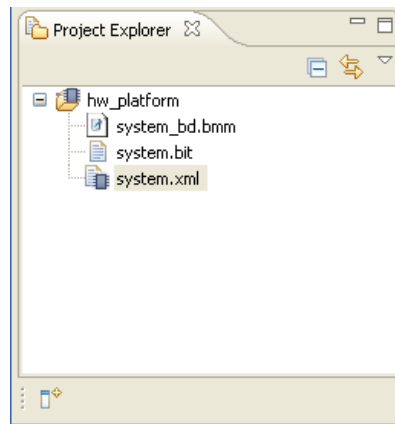 Project Explorer
hw_platform
system_bd.bmm
system.bit
system.xml